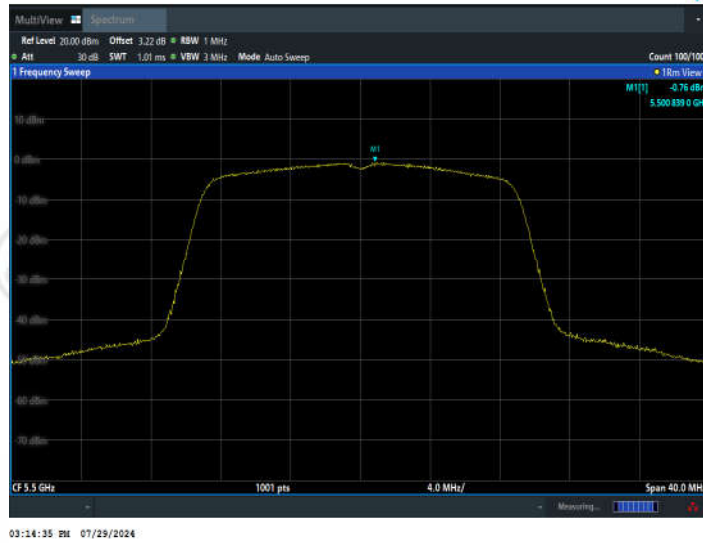 MultiView Spectrum
Ref Level 20.00 dBm Offset 3.22 dB RBW 1 MHz
Att 30 dB SWT 1.01 ms VBW 3 MHz Mode Auto Sweep Count 100/100
1 Frequency Sweep 1Rm View
M1[1] -0.76 dBm
5.500 839 0 GH
10 dBm
M1
0 dBm
-10 dBm
-20 dBm
-30 dBm
-40 dBm
-50 dBm
-60 dBm
-70 dBm
CF 5.5 GHz 1001 pts 4.0 MHz/ Span 40.0 MH
Measuring...
03:14:35 PM 07/29/2024